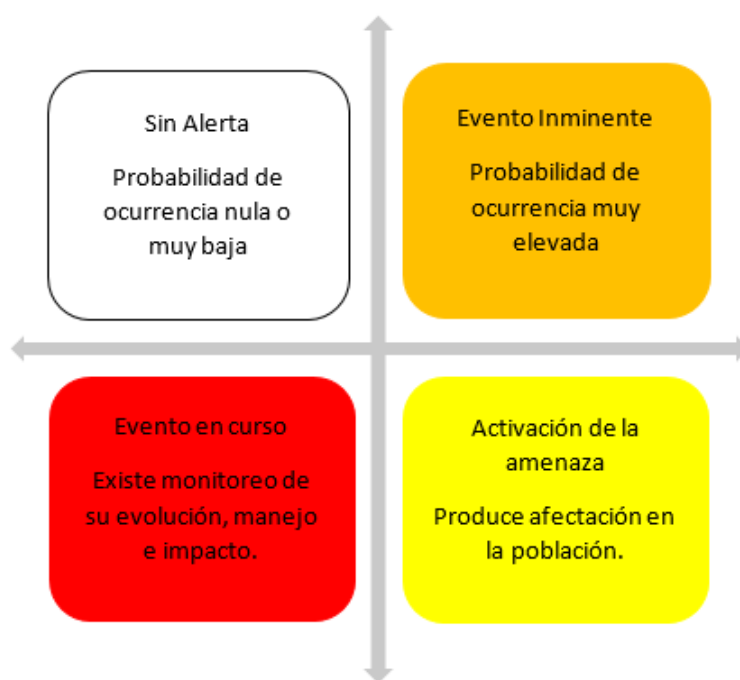 Sin Alerta
Probabilidad de
ocurrencia nula o
muy baja
Evento Inminente
Probabilidad de
ocurrencia muy
elevada
Evento en curso
Existe monitoreo de
su evolución, manejo
e impacto.
Activación de la
amenaza
Produce afectación en
la población.